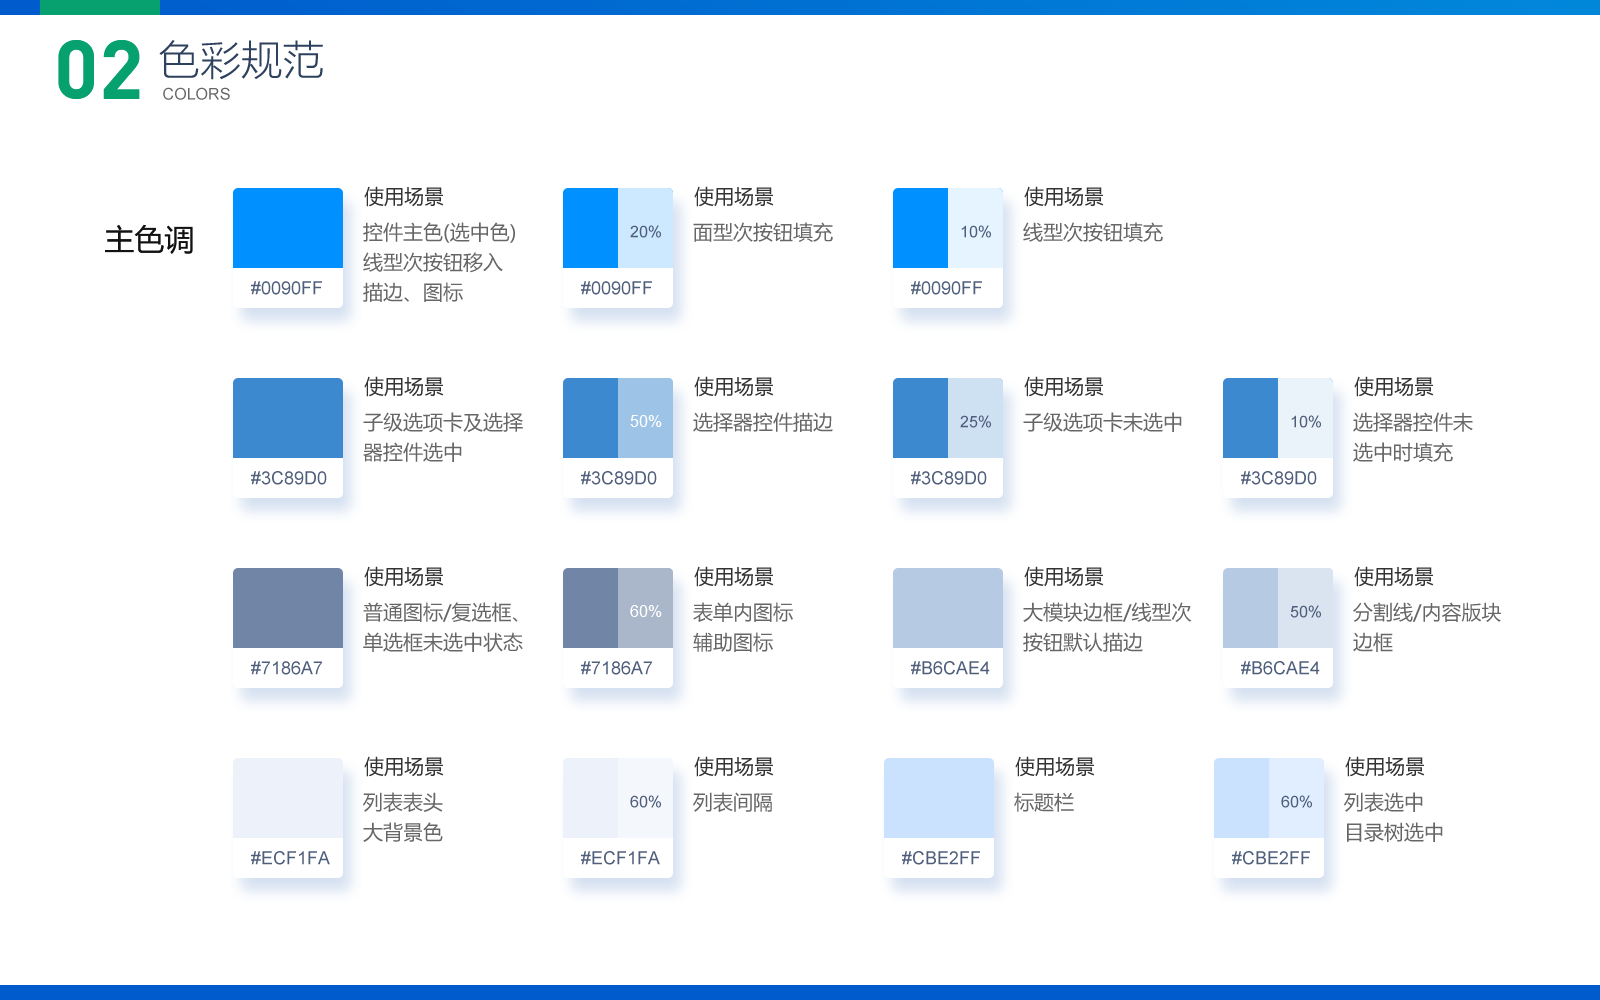 02 色彩规范
COLORS
主色调
#0090FF
使用场景
控件主色(选中色)
线型次按钮移入
描边、图标
20%
#0090FF
使用场景
面型次按钮填充
10%
#0090FF
使用场景
线型次按钮填充
#3C89D0
使用场景
子级选项卡及选择
器控件选中
50%
#3C89D0
使用场景
选择器控件描边
25%
#3C89D0
使用场景
子级选项卡未选中
10%
#3C89D0
使用场景
选择器控件未
选中时填充
#7186A7
使用场景
普通图标/复选框、
单选框未选中状态
60%
#7186A7
使用场景
表单内图标
辅助图标
#B6CAE4
使用场景
大模块边框/线型次
按钮默认描边
50%
#B6CAE4
使用场景
分割线/内容版块
边框
#ECF1FA
使用场景
列表表头
大背景色
60%
#ECF1FA
使用场景
列表间隔
#CBE2FF
使用场景
标题栏
60%
#CBE2FF
使用场景
列表选中
目录树选中